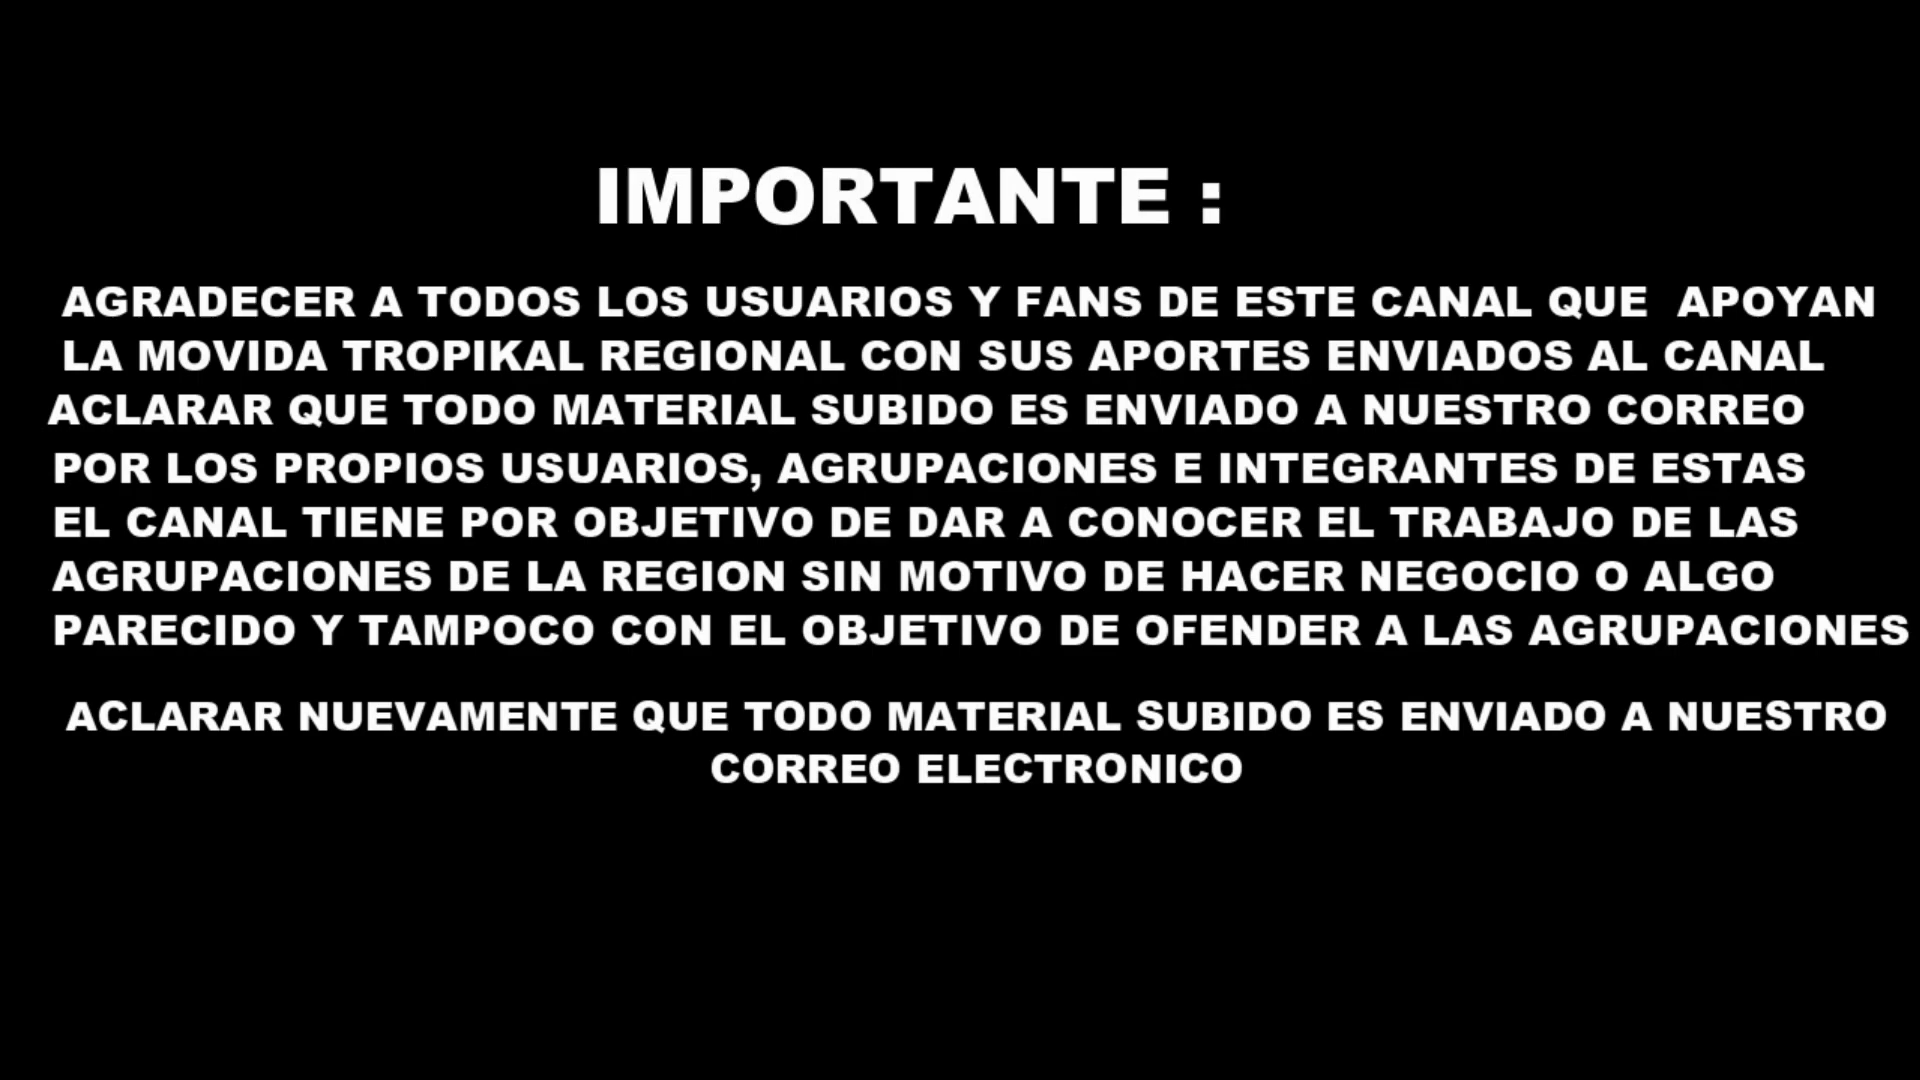 IMPORTANTE :
AGRADECER A TODOS LOS USUARIOS Y FANS DE ESTE CANAL QUE  APOYAN
LA MOVIDA TROPIKAL REGIONAL CON SUS APORTES ENVIADOS AL CANAL
ACLARAR QUE TODO MATERIAL SUBIDO ES ENVIADO A NUESTRO CORREO
POR LOS PROPIOS USUARIOS, AGRUPACIONES E INTEGRANTES DE ESTAS
EL CANAL TIENE POR OBJETIVO DE DAR A CONOCER EL TRABAJO DE LAS
AGRUPACIONES DE LA REGION SIN MOTIVO DE HACER NEGOCIO O ALGO
PARECIDO Y TAMPOCO CON EL OBJETIVO DE OFENDER A LAS AGRUPACIONES
ACLARAR NUEVAMENTE QUE TODO MATERIAL SUBIDO ES ENVIADO A NUESTRO
CORREO ELECTRONICO